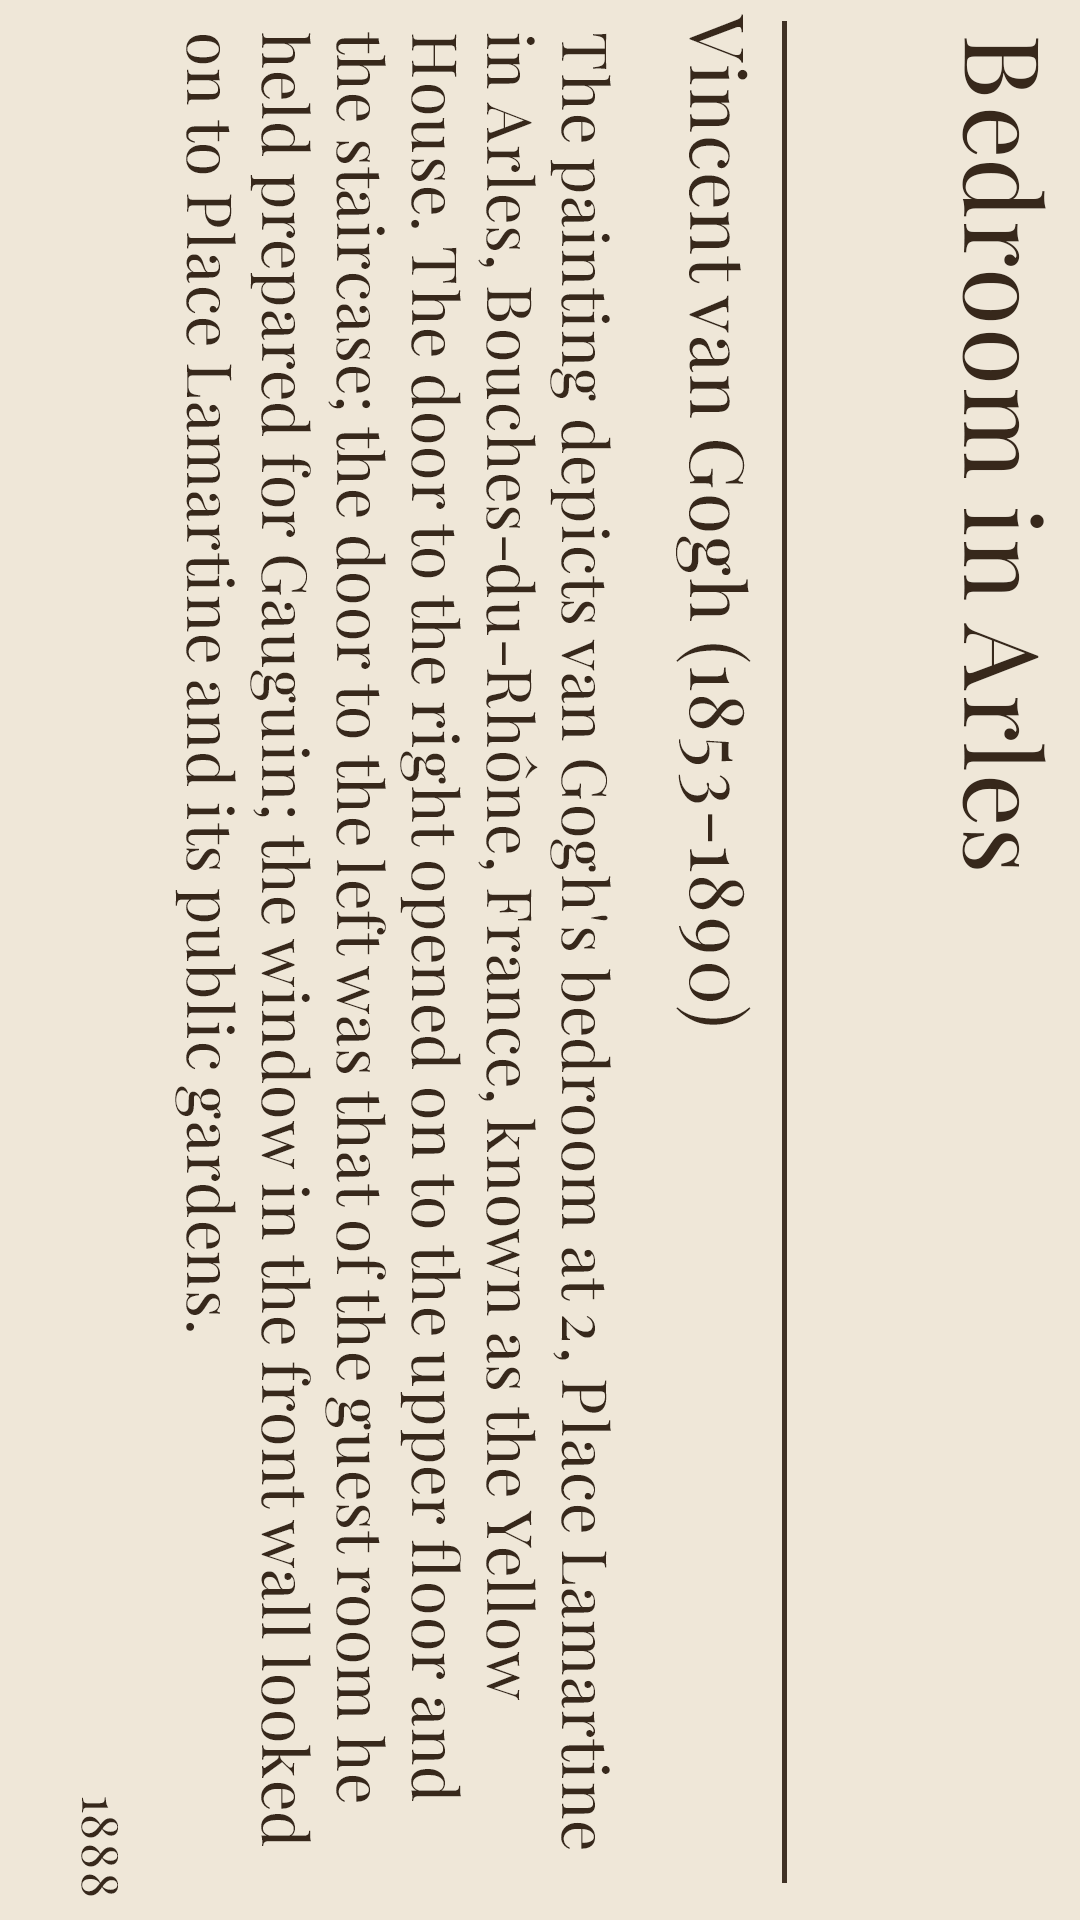 Bedroom in Arles
Vincent van Gogh (1853-1890)
The painting depicts van Gogh's bedroom at 2, Place Lamartine
in Arles, Bouches-du-Rhône, France, known as the Yellow
House. The door to the right opened on to the upper floor and
the staircase; the door to the left was that of the guest room he
held prepared for Gauguin; the window in the front wall looked
on to Place Lamartine and its public gardens.
1888